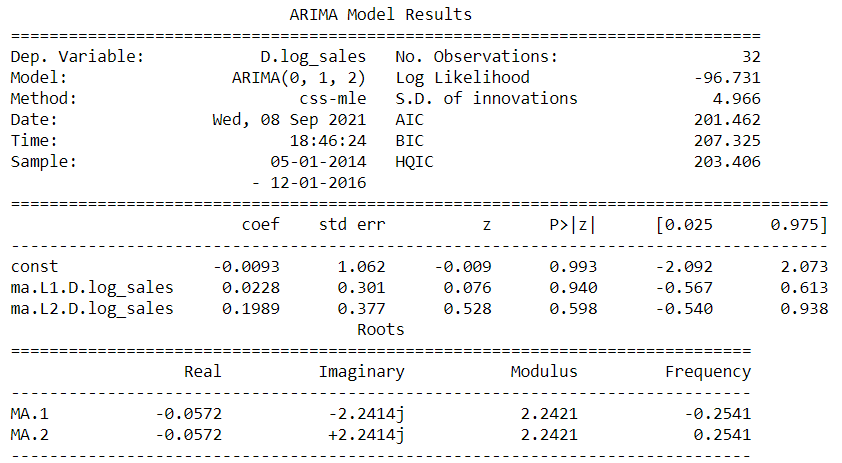 ARIMA Model Results
==============================================================================
Dep. Variable:            D.log_sales   No. Observations:                   32
Model:                 ARIMA(0, 1, 2)   Log Likelihood                 -96.731
Method:                       css-mle   S.D. of innovations              4.966
Date:                Wed, 08 Sep 2021   AIC                            201.462
Time:                        18:46:24   BIC                            207.325
Sample:                    05-01-2014   HQIC                           203.406
                         - 12-01-2016
=====================================================================================
                        coef    std err          z      P>|z|      [0.025      0.975]
-------------------------------------------------------------------------------------
const                -0.0093      1.062     -0.009      0.993      -2.092       2.073
ma.L1.D.log_sales     0.0228      0.301      0.076      0.940      -0.567       0.613
ma.L2.D.log_sales     0.1989      0.377      0.528      0.598      -0.540       0.938
                                    Roots
=============================================================================
                  Real          Imaginary           Modulus         Frequency
-----------------------------------------------------------------------------
MA.1           -0.0572           -2.2414j            2.2421           -0.2541
MA.2           -0.0572           +2.2414j            2.2421            0.2541
-----------------------------------------------------------------------------